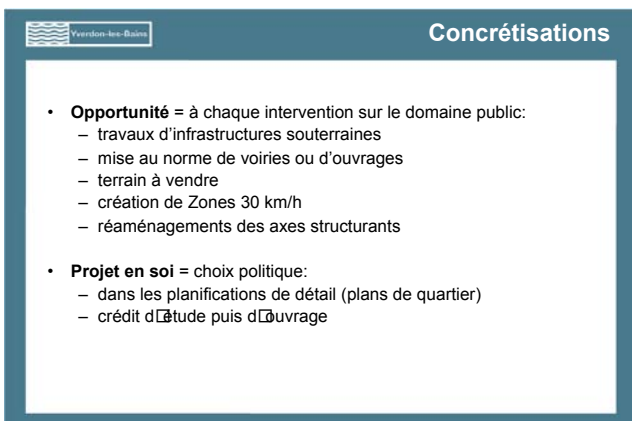 Yverdon-les-Bains
Concrétisations
• Opportunité = à chaque intervention sur le domaine public:
– travaux d'infrastructures souterraines
– mise au norme de voiries ou d'ouvrages
– terrain à vendre
– création de Zones 30 km/h
– réaménagements des axes structurants
• Projet en soi = choix politique:
– dans les planifications de détail (plans de quartier)
– crédit d□étude puis d□ouvrage